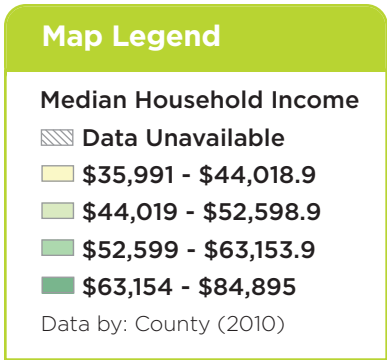 Map Legend
Median Household Income
Data Unavailable
$35,991 - $44,018.9
$44,019 - $52,598.9
$52,599 - $63,153.9
$63,154 - $84,895
Data by: County (2010)